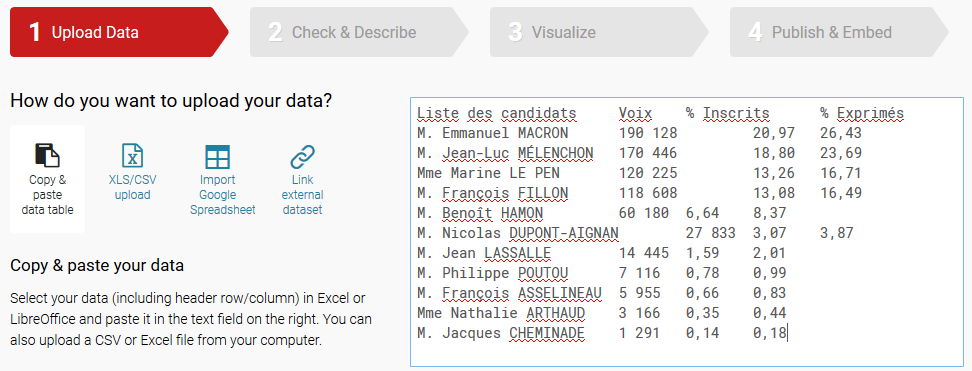 1 Upload Data
2 Check & Describe
3 Visualize
4 Publish & Embed
How do you want to upload your data?
Copy &
paste
data table
XLS/CSV
upload
Import
Google
Spreadsheet
Link
external
dataset
Copy & paste your data
Select your data (including header row/column) in Excel or
LibreOffice and paste it in the text field on the right. You can
also upload a CSV or Excel file from your computer.
Liste des candidats Voix % Inscrits % Exprimés
M. Emmanuel MACRON 190 128 20,97 26,43
M. Jean-Luc MÉLENCHON 170 446 18,80 23,69
Mme Marine LE PEN 120 225 13,26 16,71
M. François FILLON 118 608 13,08 16,49
M. Benoît HAMON 60 180 6,64 8,37
M. Nicolas DUPONT-AIGNAN 27 833 3,07 3,87
M. Jean LASSALLE 14 445 1,59 2,01
M. Philippe POUTOU 7 116 0,78 0,99
M. François ASSELINEAU 5 955 0,66 0,83
Mme Nathalie ARTHAUD 3 166 0,35 0,44
M. Jacques CHEMINADE 1 291 0,14 0,18